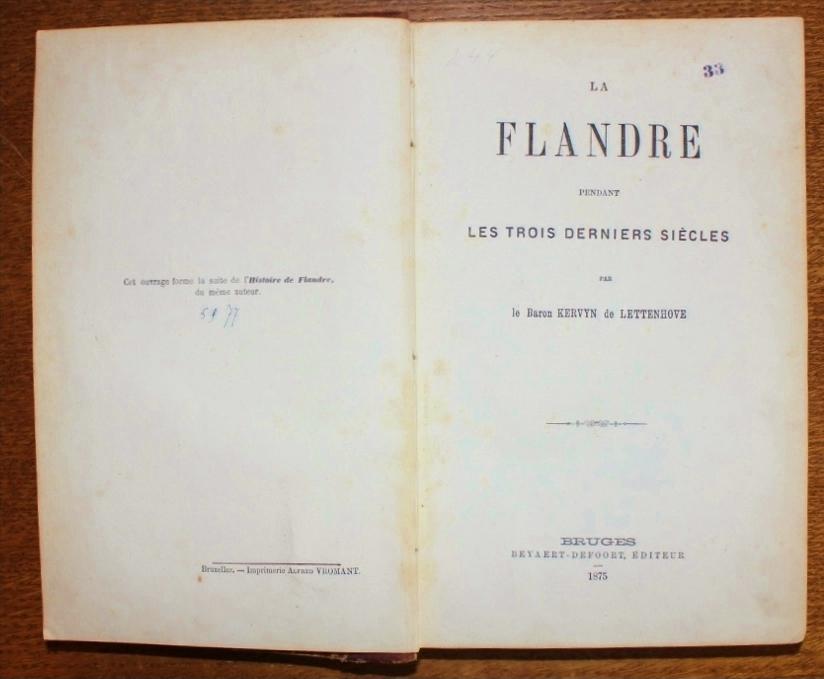 Cet ouvrage forme la suite de l'Histoire de Flandre,
du même auteur.
Bruxelles. — Imprimerie ALFRED VROMANT.
33
LA
FLANDRE
PENDANT
LES TROIS DERNIERS SIÈCLES
PAR
le Baron KERVYN de LETTENHOVE
BRUGES
BEYAERT-DEFOORT, ÉDITEUR
1875